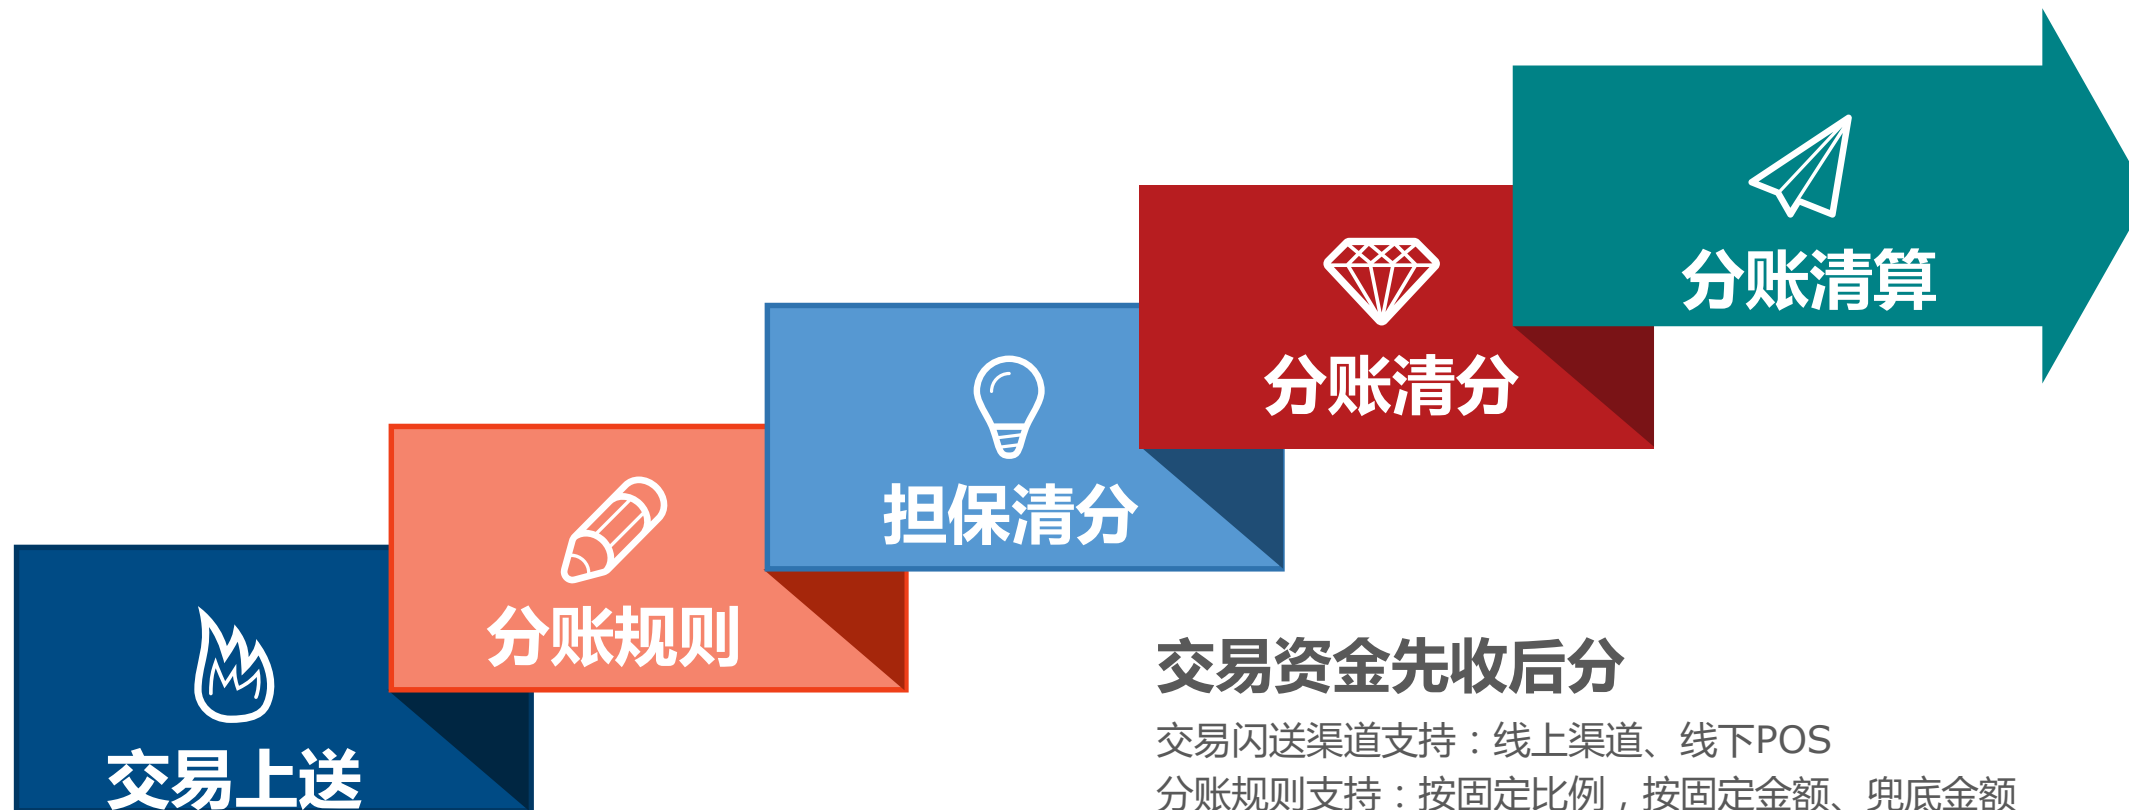 分账清算
分账清分
担保清分
分账规则
交易上送
交易资金先收后分
交易闪送渠道支持：线上渠道、线下POS
分账规则支持：按固定比例，按固定金额、兜底金额